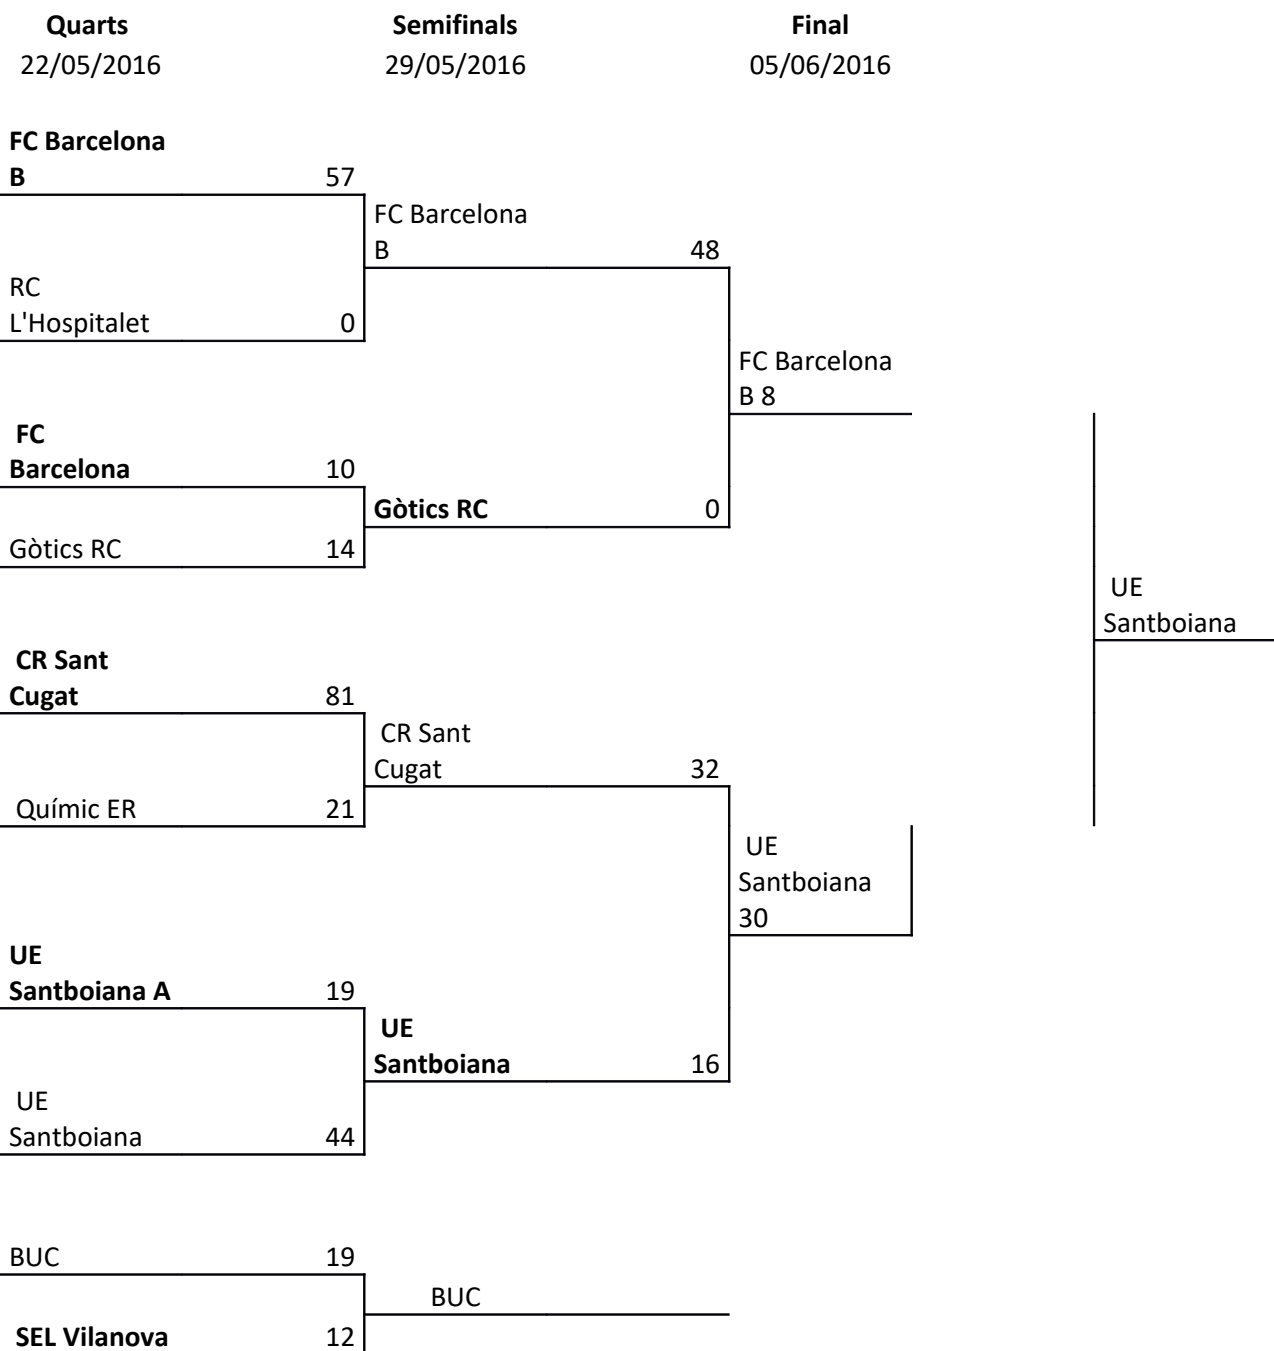 Quarts Semifinals Final
22/05/2016 29/05/2016 05/06/2016
FC Barcelona
B 57
FC Barcelona
B 48
RC
L'Hospitalet 0
FC Barcelona
B 8
FC
Barcelona 10
Gòtics RC 0
Gòtics RC 14
UE
Santboiana
CR Sant
Cugat 81
CR Sant
Cugat 32
Químic ER 21
UE
Santboiana
30
UE
Santboiana A 19
UE
Santboiana 16
UE
Santboiana 44
BUC 19
BUC
SEL Vilanova 12